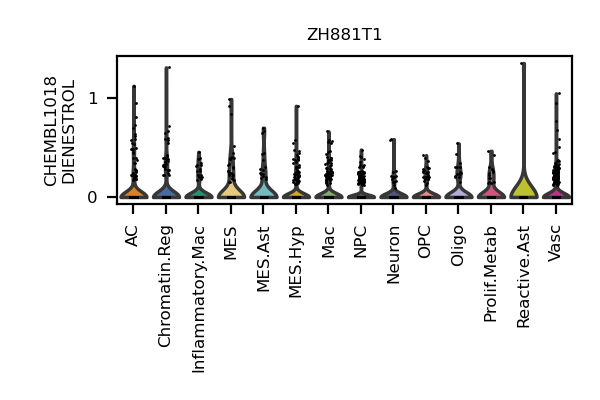 ZH881T1
CHEMBL1018
DIENESTROL
1
0
AC
Chromatin.Reg
Inflammatory.Mac
MES
MES.Ast
MES.Hyp
Mac
NPC
Neuron
OPC
Oligo
Prolif.Metab
Reactive.Ast
Vasc